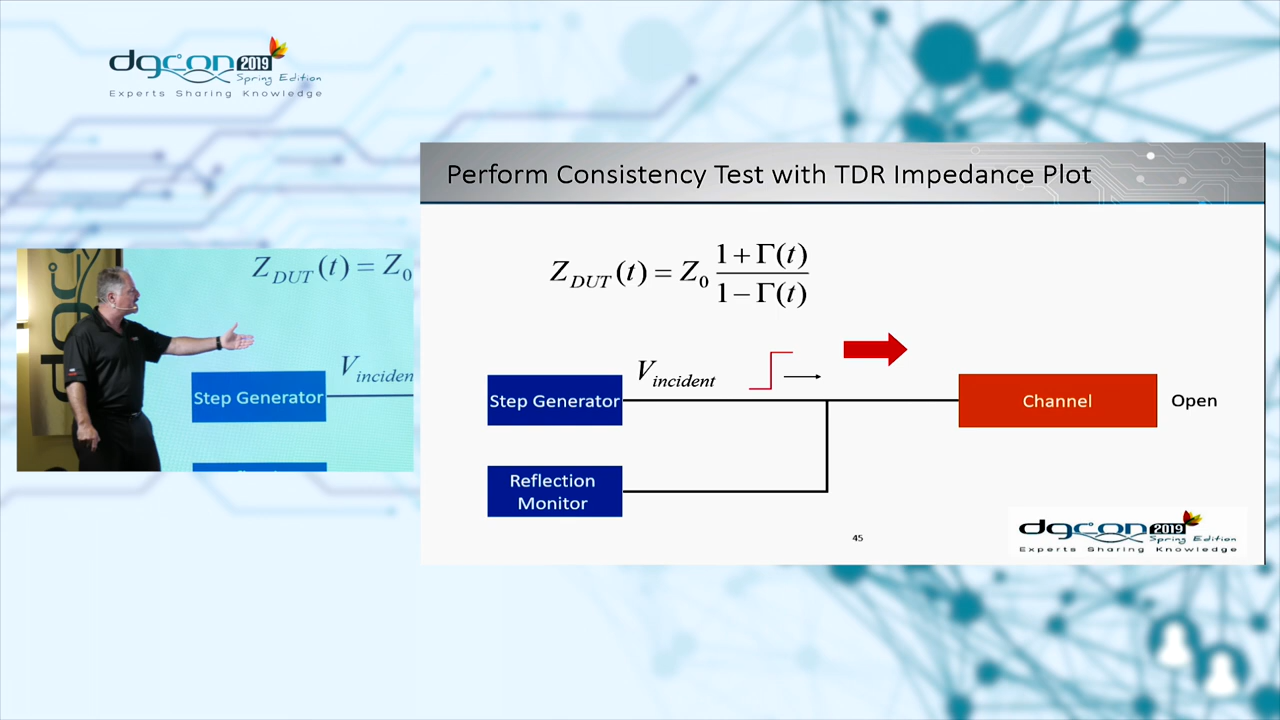 dgcon 2019
Spring Edition
Experts Sharing Knowledge
Perform Consistency Test with TDR Impedance Plot
Z_DUT (t) = Z_0 (1 + Γ(t)) / (1 − Γ(t))
V_incident
Step Generator
Channel
Open
Reflection
Monitor
45
dgcon 2019
Spring Edition
Experts Sharing Knowledge
Z_DUT (t) = Z_0
V_inciden
Step Generator
dgco